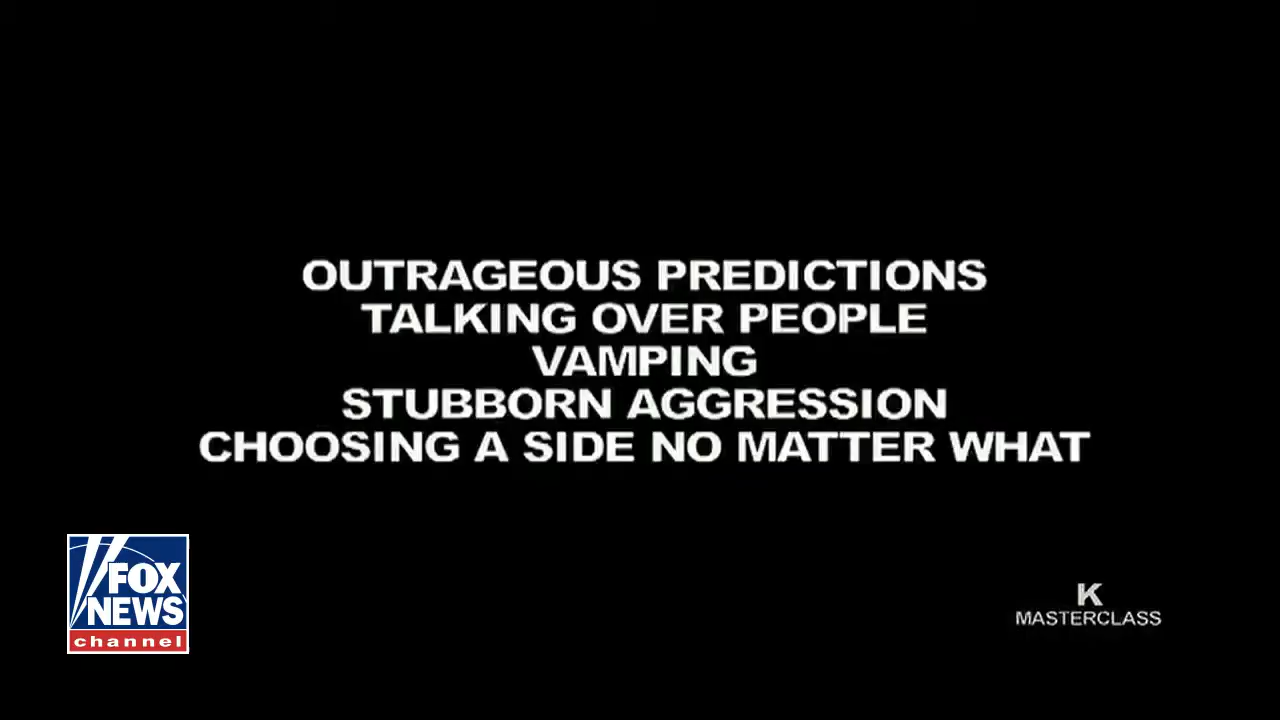 OUTRAGEOUS PREDICTIONS
TALKING OVER PEOPLE
VAMPING
STUBBORN AGGRESSION
CHOOSING A SIDE NO MATTER WHAT
FOX
NEWS
channel
K
MASTERCLASS